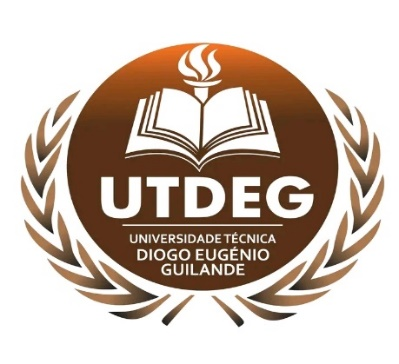 UTDEG
UNIVERSIDADE TÉCNICA
DIOGO EUGÉNIO
GUILANDE